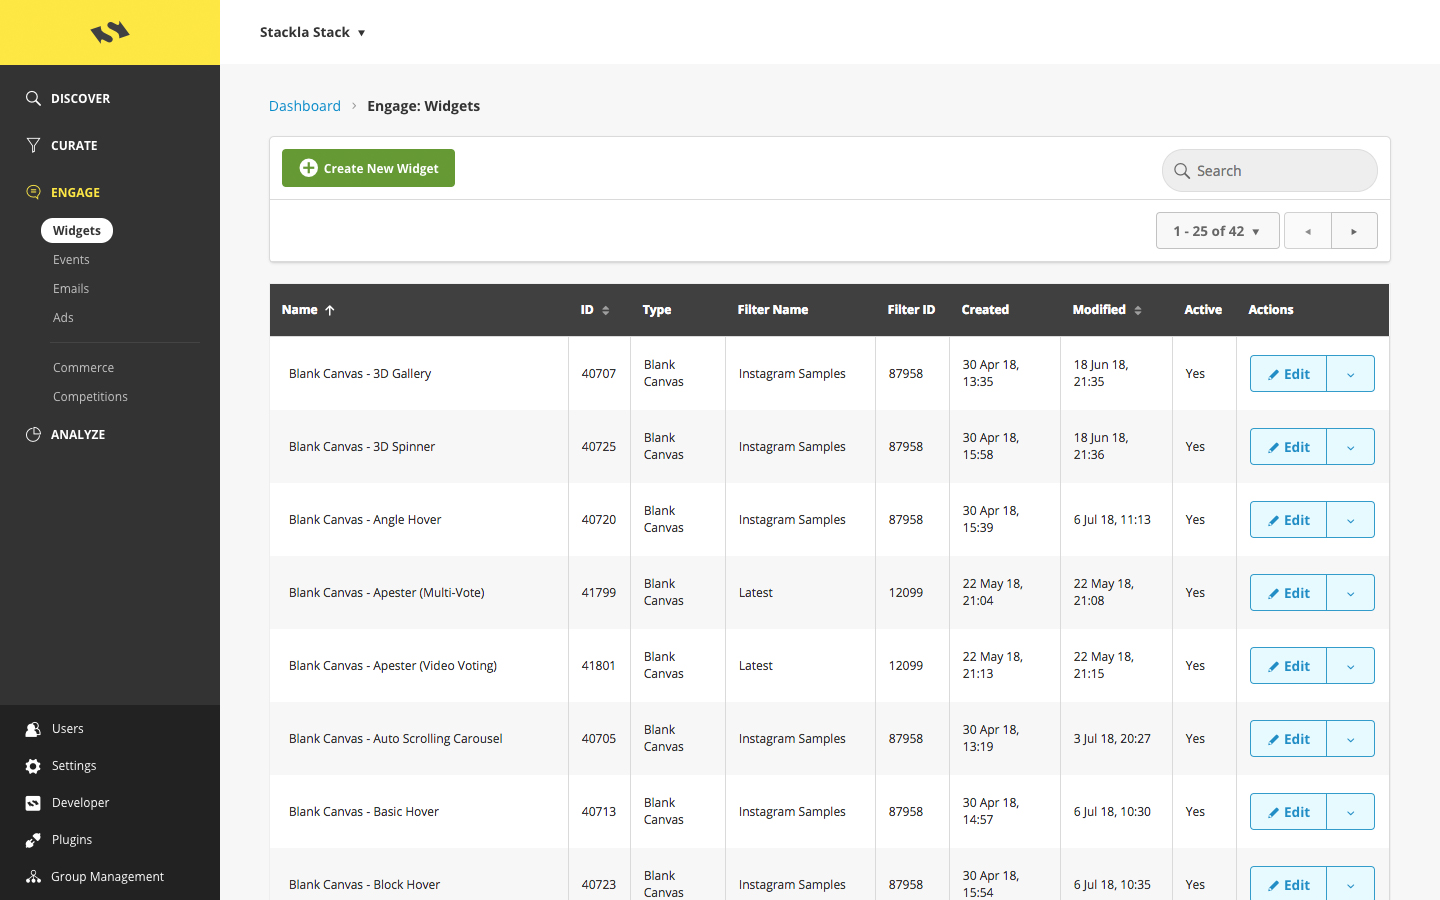 Stackla Stack
DISCOVER
CURATE
ENGAGE
Widgets
Events
Emails
Ads
Commerce
Competitions
ANALYZE
Users
Settings
Developer
Plugins
Group Management
Dashboard › Engage: Widgets
Create New Widget
Search
1 - 25 of 42
Name ID Type Filter Name Filter ID Created Modified Active Actions
Blank Canvas - 3D Gallery 40707 Blank Canvas Instagram Samples 87958 30 Apr 18, 13:35 18 Jun 18, 21:35 Yes Edit
Blank Canvas - 3D Spinner 40725 Blank Canvas Instagram Samples 87958 30 Apr 18, 15:58 18 Jun 18, 21:36 Yes Edit
Blank Canvas - Angle Hover 40720 Blank Canvas Instagram Samples 87958 30 Apr 18, 15:39 6 Jul 18, 11:13 Yes Edit
Blank Canvas - Apester (Multi-Vote) 41799 Blank Canvas Latest 12099 22 May 18, 21:04 22 May 18, 21:08 Yes Edit
Blank Canvas - Apester (Video Voting) 41801 Blank Canvas Latest 12099 22 May 18, 21:13 22 May 18, 21:15 Yes Edit
Blank Canvas - Auto Scrolling Carousel 40705 Blank Canvas Instagram Samples 87958 30 Apr 18, 13:19 3 Jul 18, 20:27 Yes Edit
Blank Canvas - Basic Hover 40713 Blank Canvas Instagram Samples 87958 30 Apr 18, 14:57 6 Jul 18, 10:30 Yes Edit
Blank Canvas - Block Hover 40723 Blank Canvas Instagram Samples 87958 30 Apr 18, 15:54 6 Jul 18, 10:35 Yes Edit